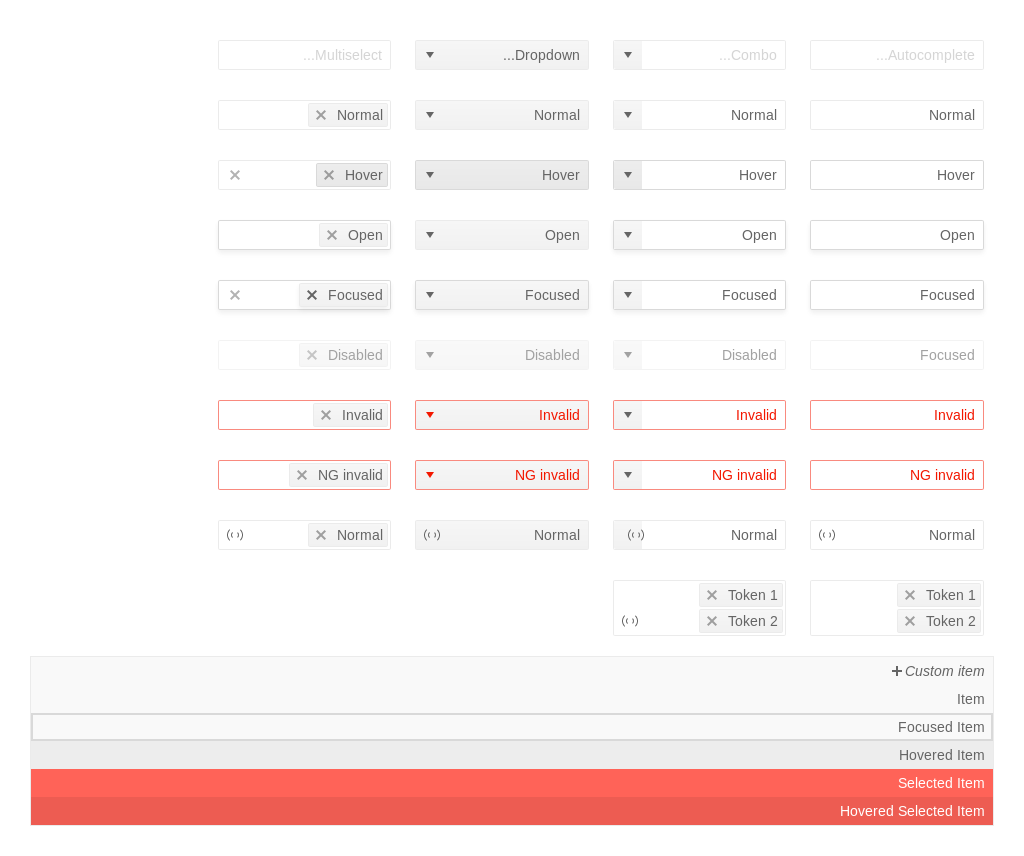 ...Multiselect ...Dropdown ...Combo ...Autocomplete
Normal Normal Normal Normal
Hover Hover Hover Hover
Open Open Open Open
Focused Focused Focused Focused
Disabled Disabled Disabled Focused
Invalid Invalid Invalid Invalid
NG invalid NG invalid NG invalid NG invalid
Normal Normal Normal Normal
Token 1 Token 1
Token 2 Token 2
Custom item
Item
Focused Item
Hovered Item
Selected Item
Hovered Selected Item